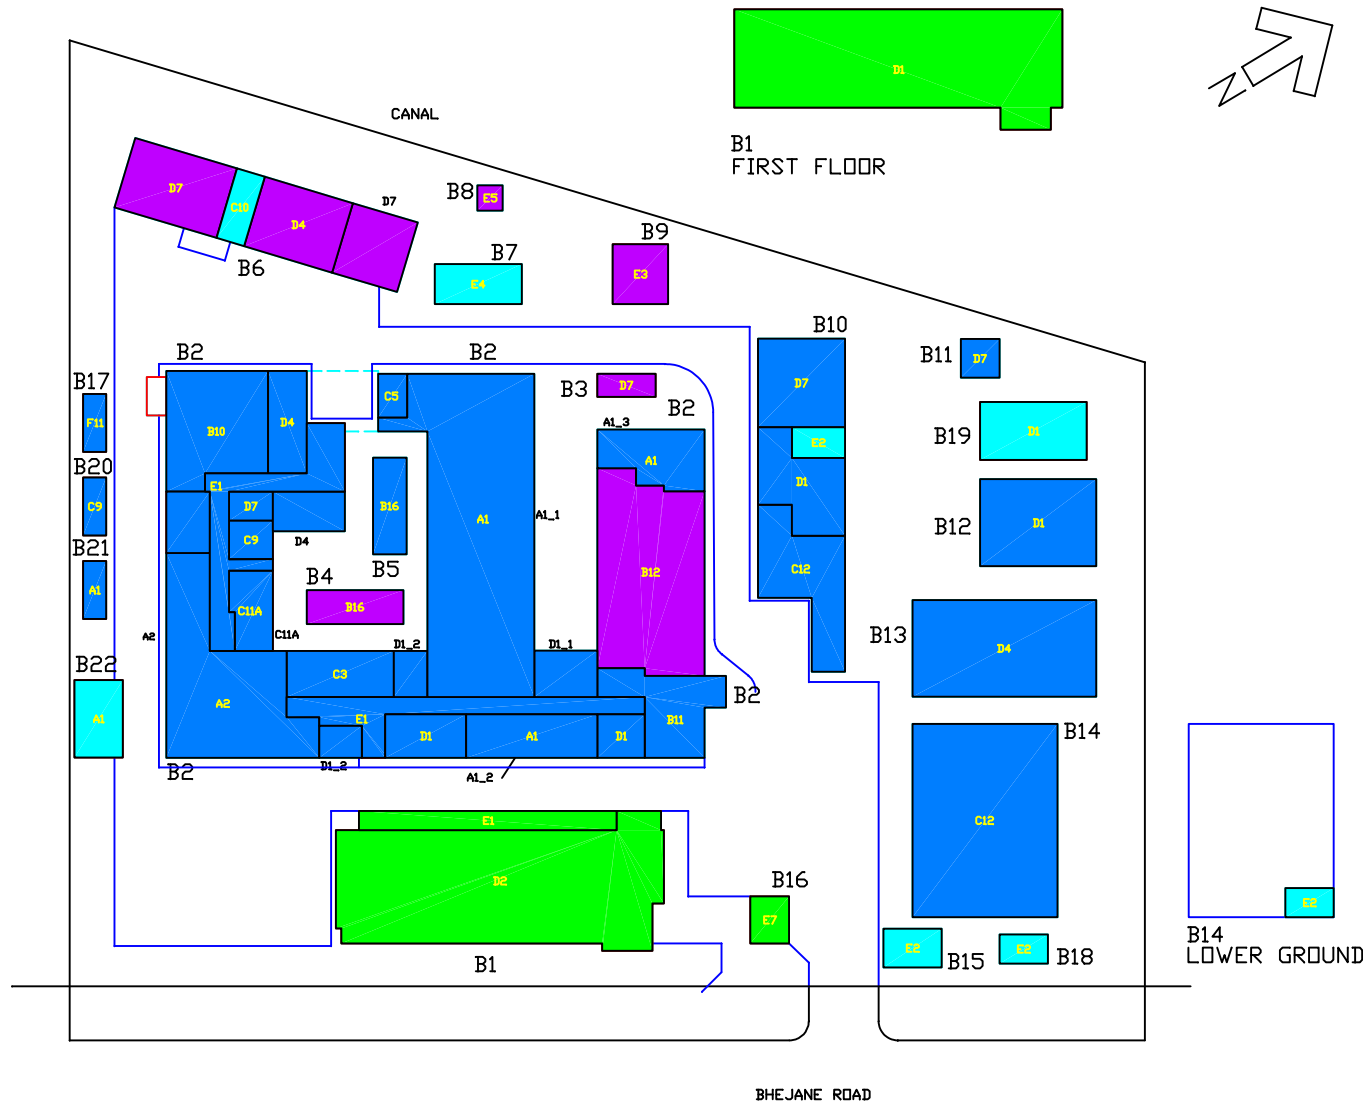 D1
B1
FIRST FLOOR
N
CANAL
D7
C10
D4
D7
B6
B8
E5
B7
E4
B9
E3
B10
D7
E2
D1
C12
B11
D7
B19
D1
B12
D1
B13
D4
B14
C12
B2
B2
B17
F11
B20
C9
B21
A1
B22
A1
A2
B10
D4
E1
D7
C9
D4
C11A
C11A
C5
B16
B5
B4
B16
A1
A1_1
B3
D7
B2
A1_3
A1
B12
D1_2
D1_1
C3
A2
E1
D1
A1
D1
B11
B2
B2
D1_2
A1_2
E1
D2
B1
B16
E7
E2
B15
E2
B18
E2
B14
LOWER GROUND
BHEJANE ROAD